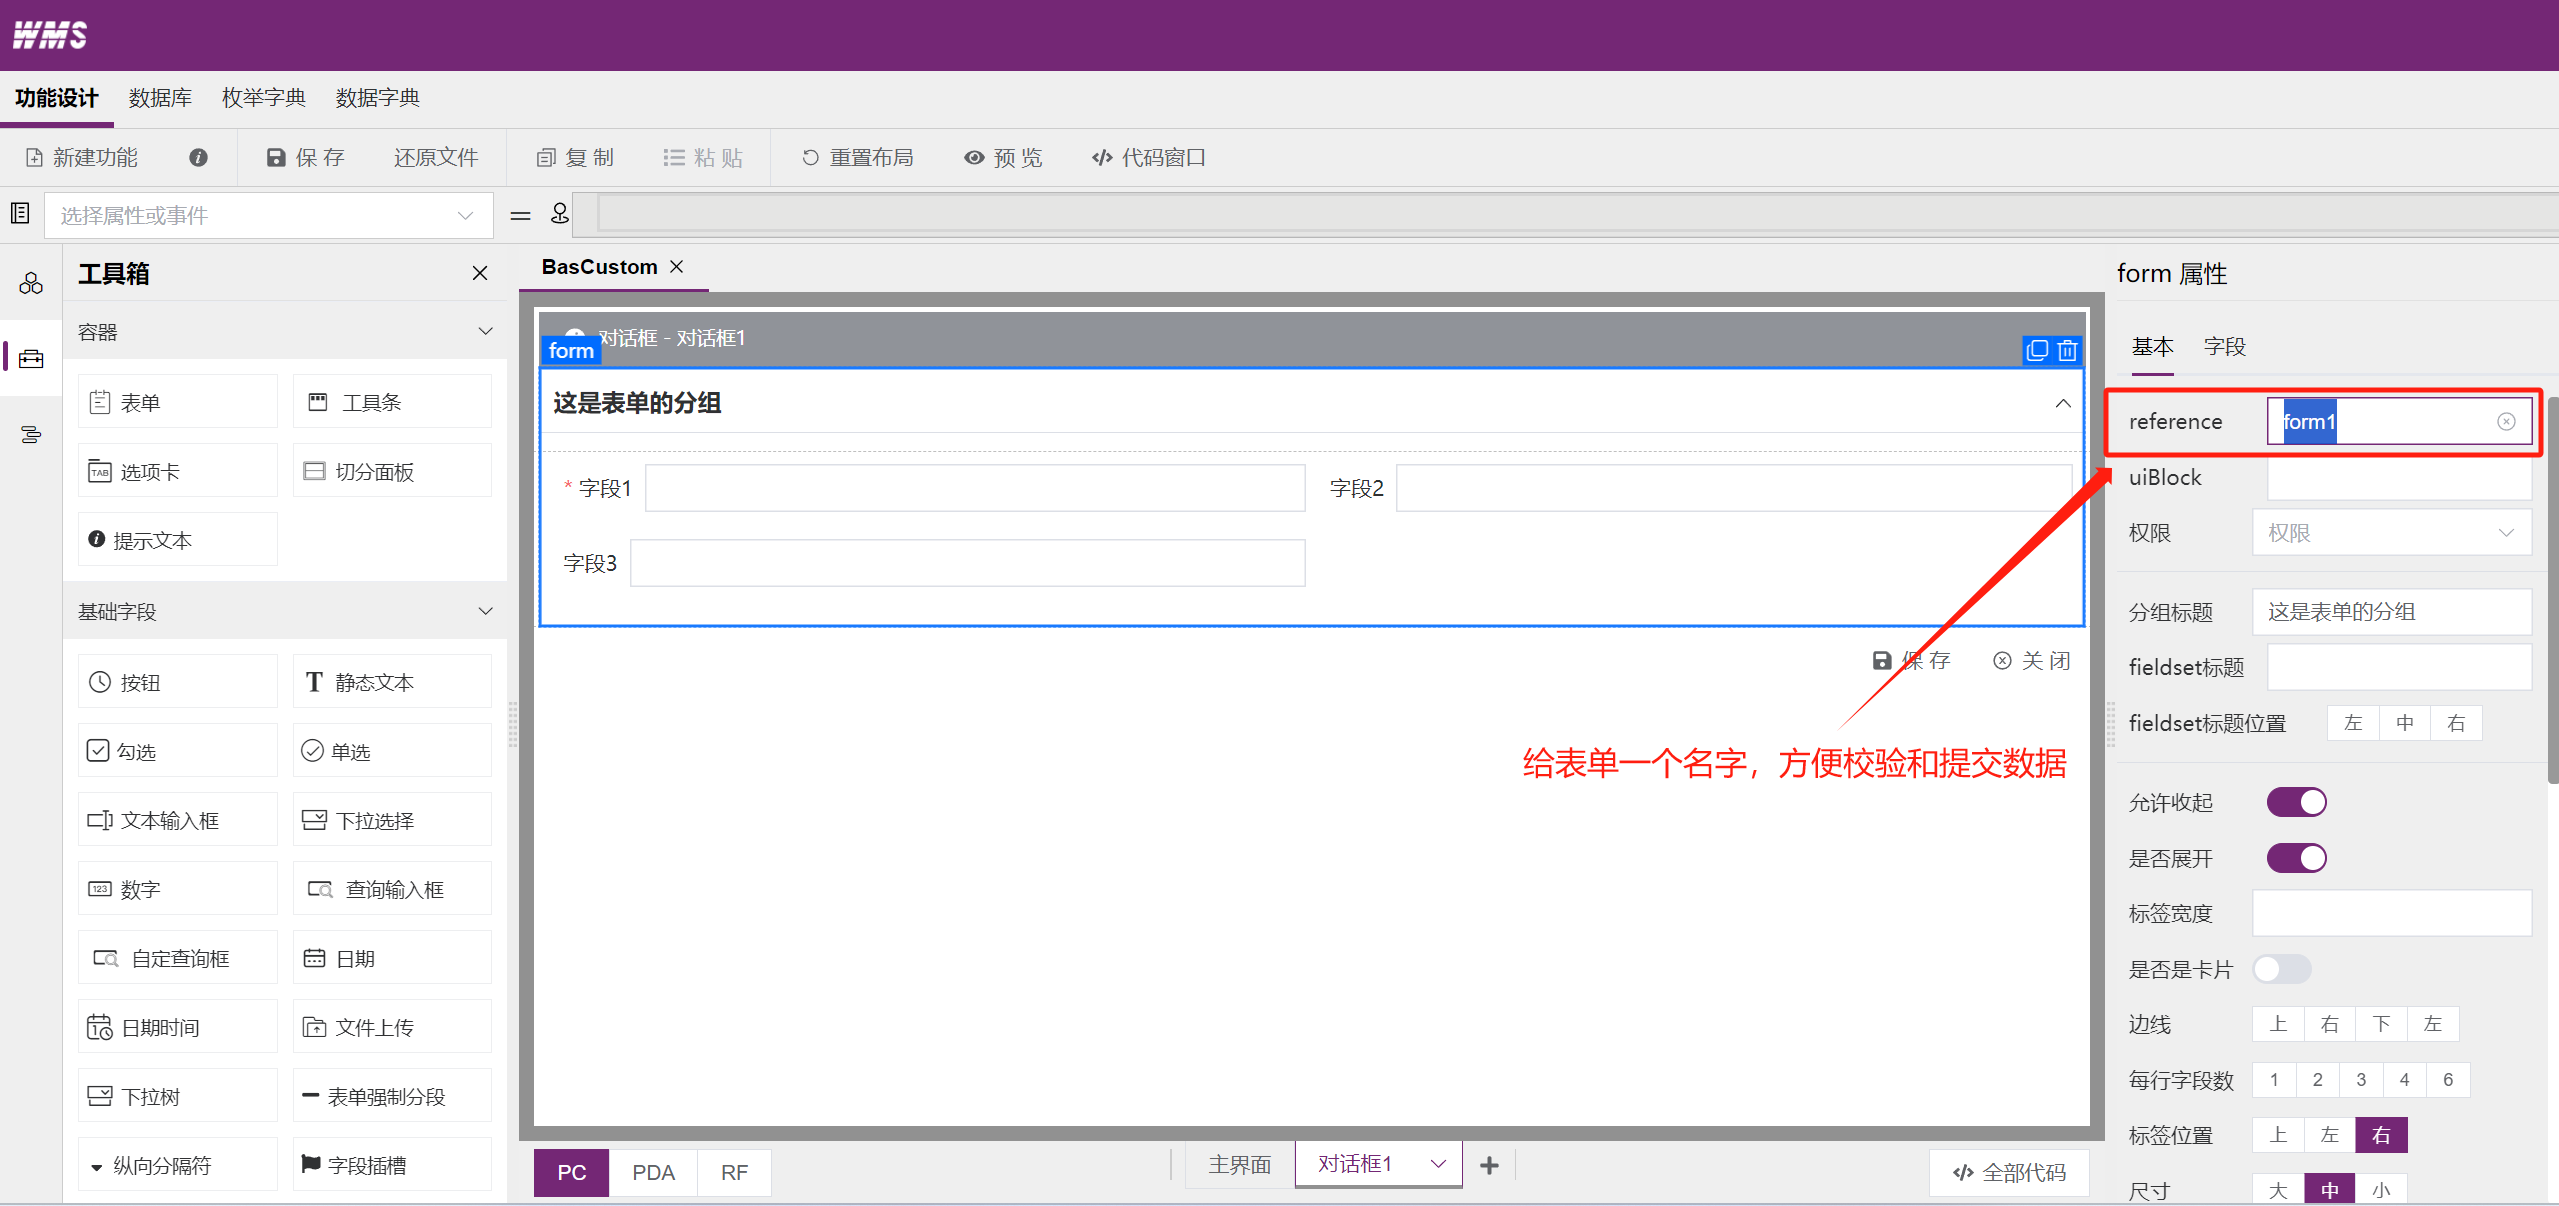 WMS
功能设计 数据库 枚举字典 数据字典
新建功能 保 存 还原文件 复 制 粘 贴 重置布局 预 览 代码窗口
选择属性或事件 =
工具箱
容器
表单 工具条
选项卡 切分面板
提示文本
基础字段
按钮 静态文本
勾选 单选
文本输入框 下拉选择
数字 查询输入框
自定查询框 日期
日期时间 文件上传
下拉树 表单强制分段
纵向分隔符 字段插槽
BasCustom
对话框 - 对话框1
form
这是表单的分组
* 字段1 字段2
字段3
保 存 关 闭
给表单一个名字，方便校验和提交数据
PC PDA RF
主界面 对话框1
全部代码
form 属性
基本 字段
reference form1
uiBlock
权限 权限
分组标题 这是表单的分组
fieldset标题
fieldset标题位置 左 中 右
允许收起
是否展开
标签宽度
是否是卡片
边线 上 右 下 左
每行字段数 1 2 3 4 6
标签位置 上 左 右
尺寸 大 中 小